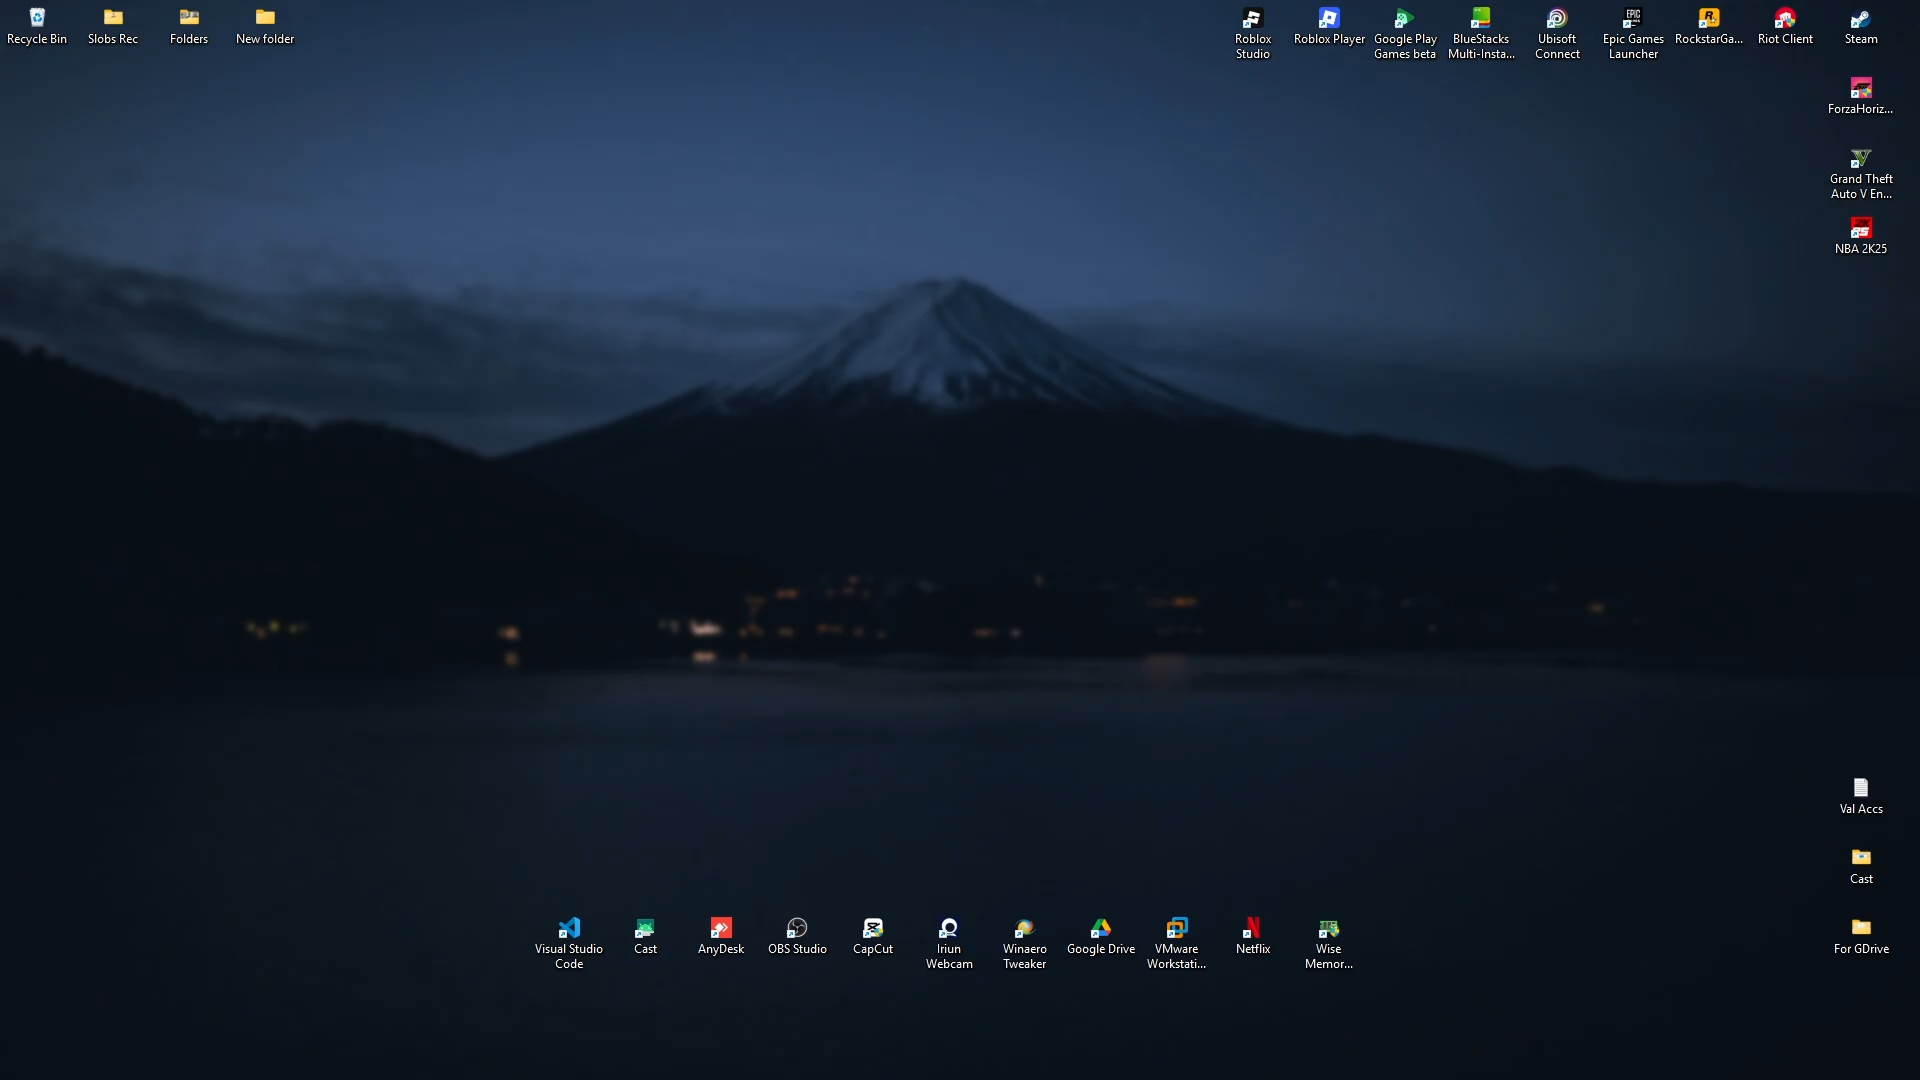 Recycle Bin
Slobs Rec
Folders
New folder
Roblox
Studio
Roblox Player
Google Play
Games beta
BlueStacks
Multi-Insta...
Ubisoft
Connect
Epic Games
Launcher
RockstarGa...
Riot Client
Steam
ForzaHoriz...
Grand Theft
Auto V En...
NBA 2K25
Val Accs
Cast
Visual Studio
Code
Cast
AnyDesk
OBS Studio
CapCut
Iriun
Webcam
Winaero
Tweaker
Google Drive
VMware
Workstati...
Netflix
Wise
Memor...
For GDrive